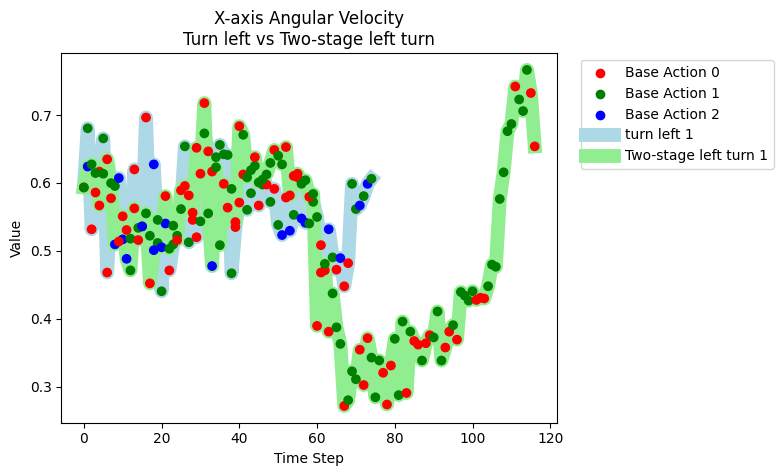 X-axis Angular Velocity
Turn left vs Two-stage left turn
Value
0.7
0.6
0.5
0.4
0.3
0
20
40
60
80
100
120
Time Step
Base Action 0
Base Action 1
Base Action 2
turn left 1
Two-stage left turn 1